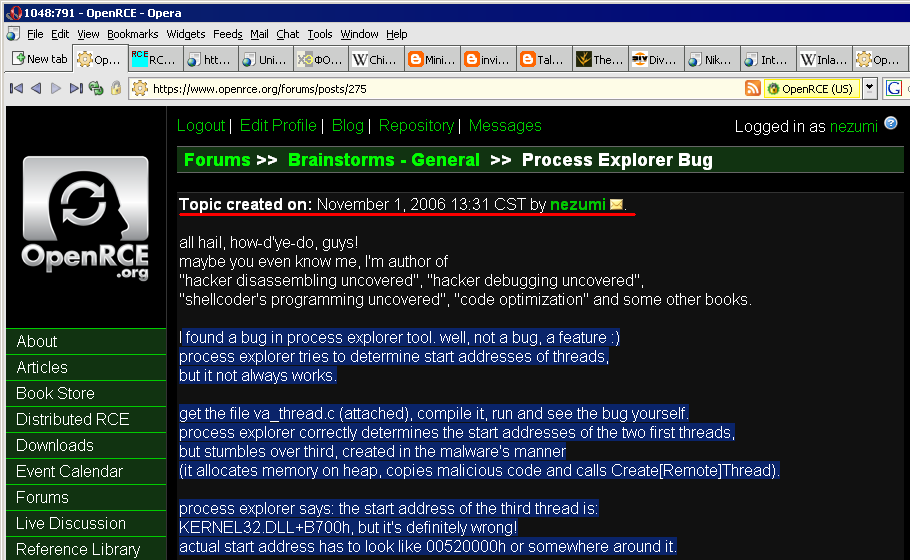 1048:791 - OpenRCE - Opera
File Edit View Bookmarks Widgets Feeds Mail Chat Tools Window Help
New tab Op... RCE RC... htt... Uni... ФО... Chi... Mini... invi... Tal... The... DIV Div... Nik... Int... Inla... Op...
https://www.openrce.org/forums/posts/275 OpenRCE (US) G
Logout | Edit Profile | Blog | Repository | Messages Logged in as nezumi ?
Forums >> Brainstorms - General >> Process Explorer Bug
Topic created on: November 1, 2006 13:31 CST by nezumi .
OpenRCE
.org
all hail, how-d'ye-do, guys!
maybe you even know me, I'm author of
"hacker disassembling uncovered", "hacker debugging uncovered",
"shellcoder's programming uncovered", "code optimization" and some other books.
I found a bug in process explorer tool. well, not a bug, a feature :)
process explorer tries to determine start addresses of threads,
but it not always works.
get the file va_thread.c (attached), compile it, run and see the bug yourself.
process explorer correctly determines the start addresses of the two first threads,
but stumbles over third, created in the malware's manner
(it allocates memory on heap, copies malicious code and calls Create[Remote]Thread).
process explorer says: the start address of the third thread is:
KERNEL32.DLL+B700h, but it's definitely wrong!
actual start address has to look like 00520000h or somewhere around it.
About
Articles
Book Store
Distributed RCE
Downloads
Event Calendar
Forums
Live Discussion
Reference Library